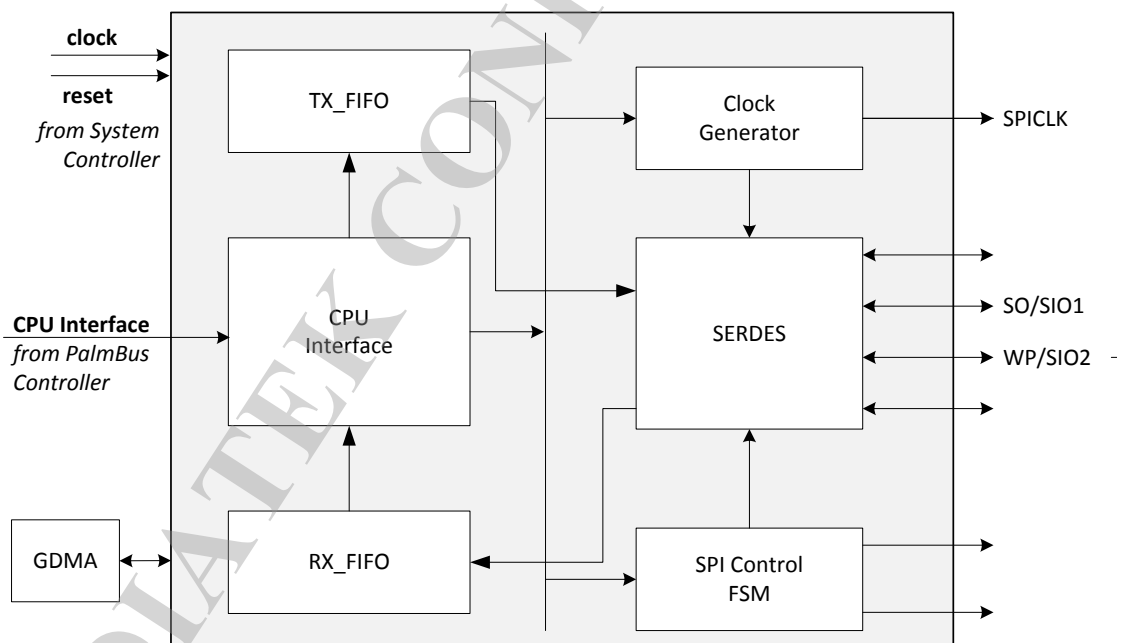 clock
reset
from System
Controller
TX_FIFO
Clock
Generator
SPICLK
CPU Interface
from PalmBus
Controller
CPU
Interface
SERDES
SO/SIO1
WP/SIO2 -
GDMA
RX_FIFO
SPI Control
FSM